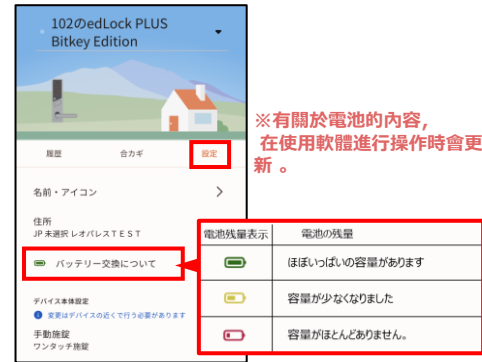 102のedLock PLUS
Bitkey Edition
履歴
合カギ
設定
名前・アイコン
住所
JP 未選択 レオパレスTEST
バッテリー交換について
デバイス本体設定
変更はデバイスの近くで行う必要があります
手動施錠
ワンタッチ施錠
※有關於電池的內容,
在使用軟體進行操作時會更
新 。
電池残量表示
電池の残量
ほぼいっぱいの容量があります
容量が少なくなりました
容量がほとんどありません。